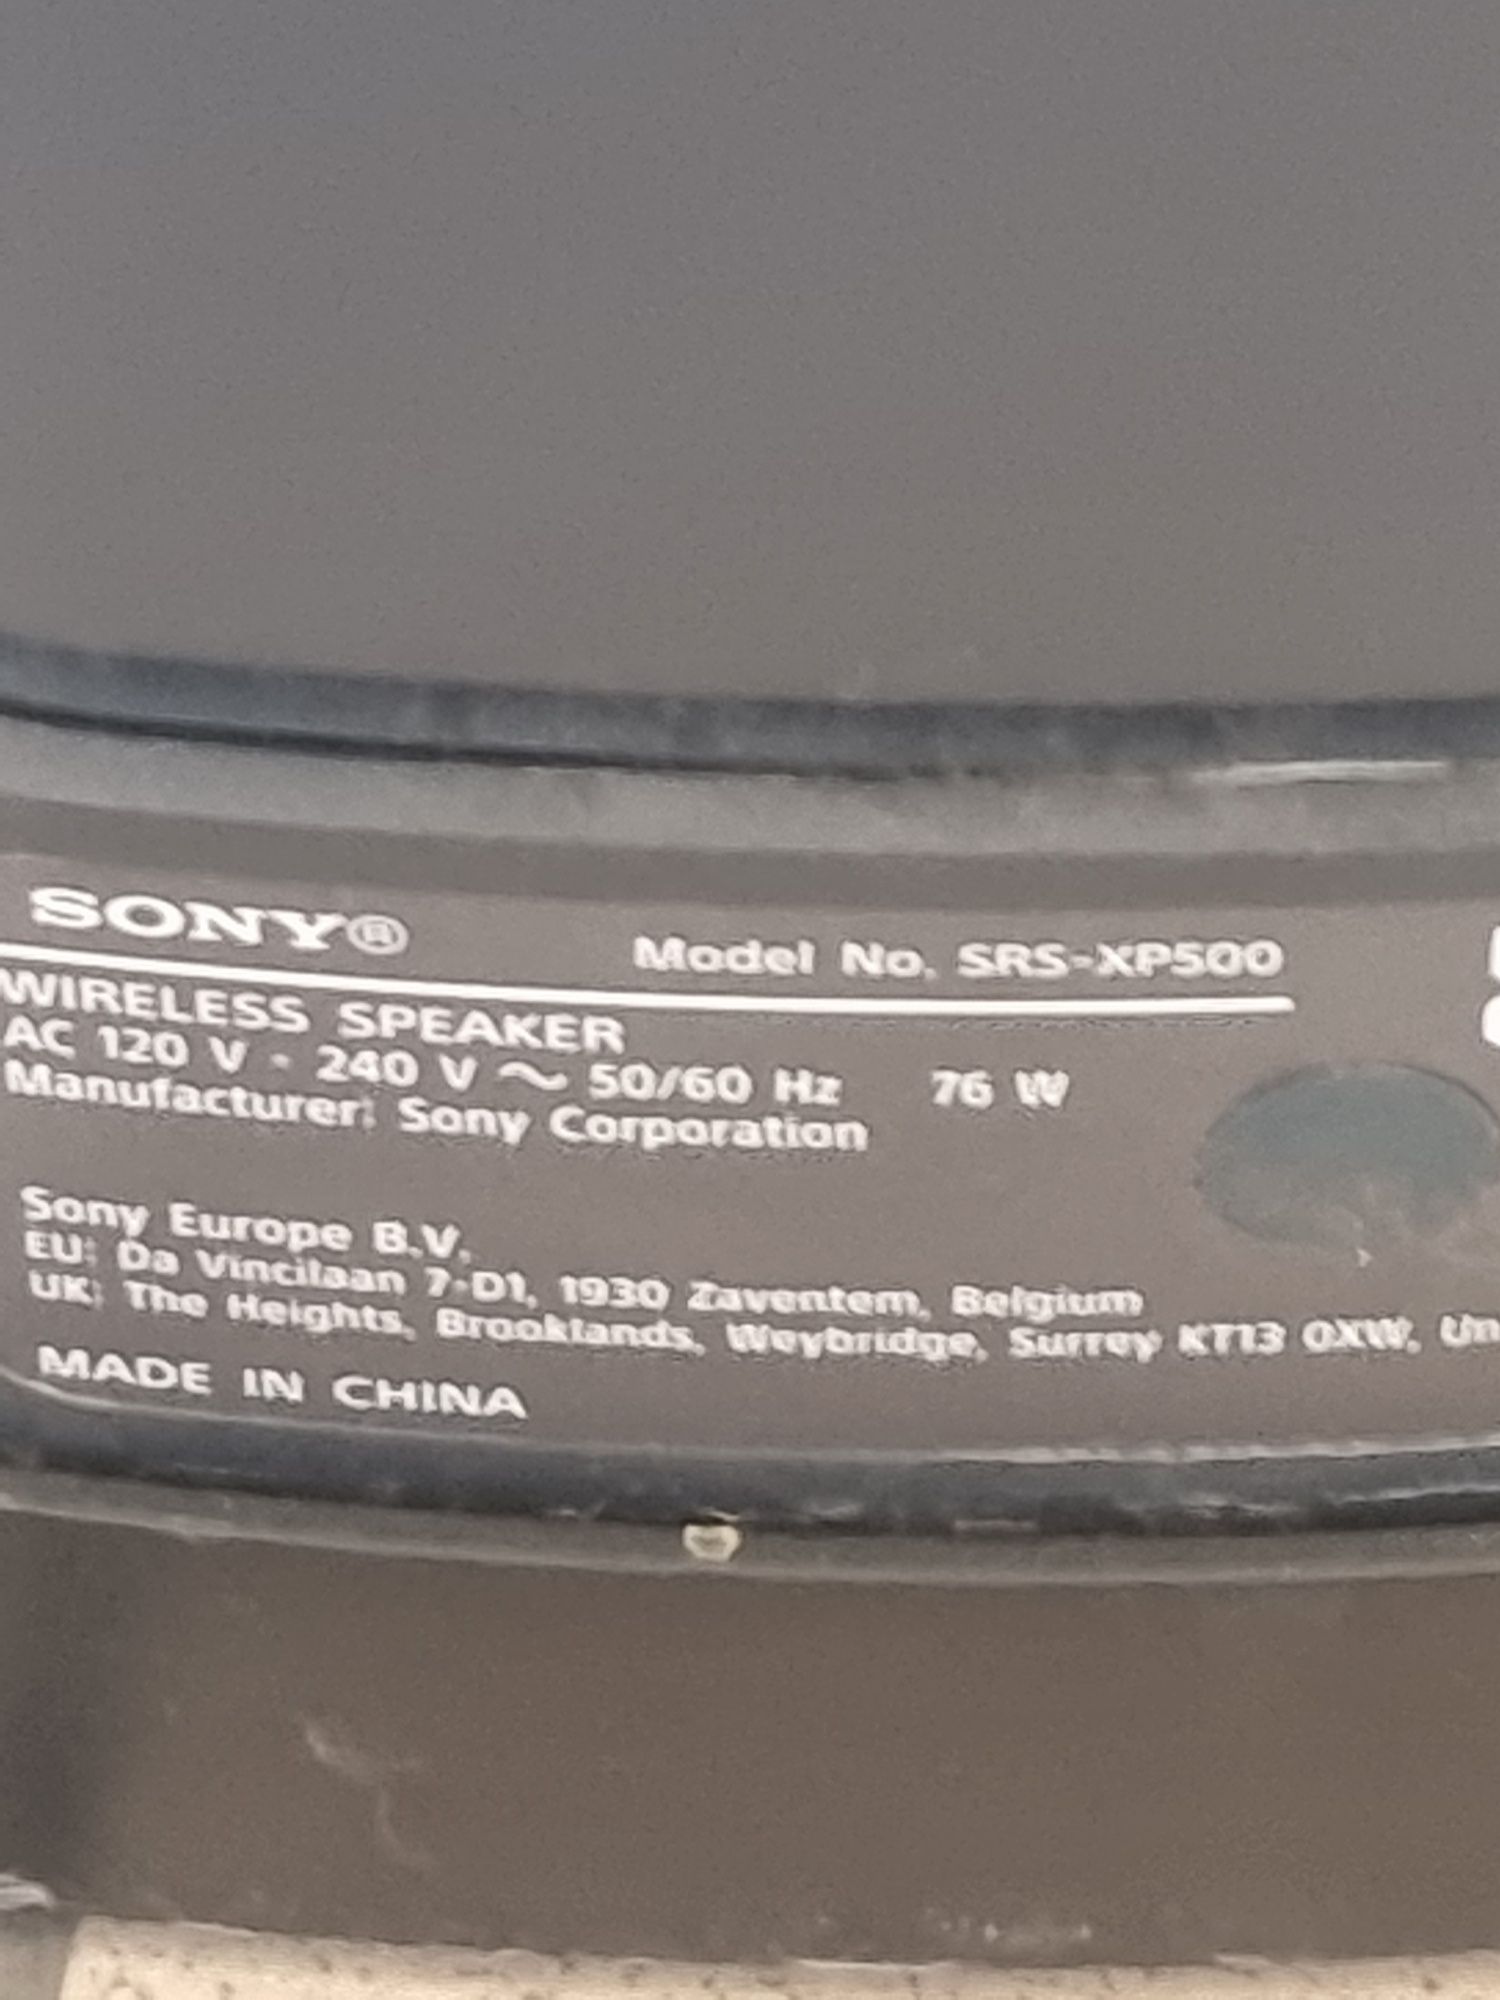 SONY®
Model No. SRS-XP500
WIRELESS SPEAKER
AC 120 V - 240 V ~ 50/60 Hz 76 W
Manufacturer: Sony Corporation
Sony Europe B.V.
EU: Da Vincilaan 7-D1, 1930 Zaventem, Belgium
UK: The Heights, Brooklands, Weybridge, Surrey KT13 0XW, Un
MADE IN CHINA